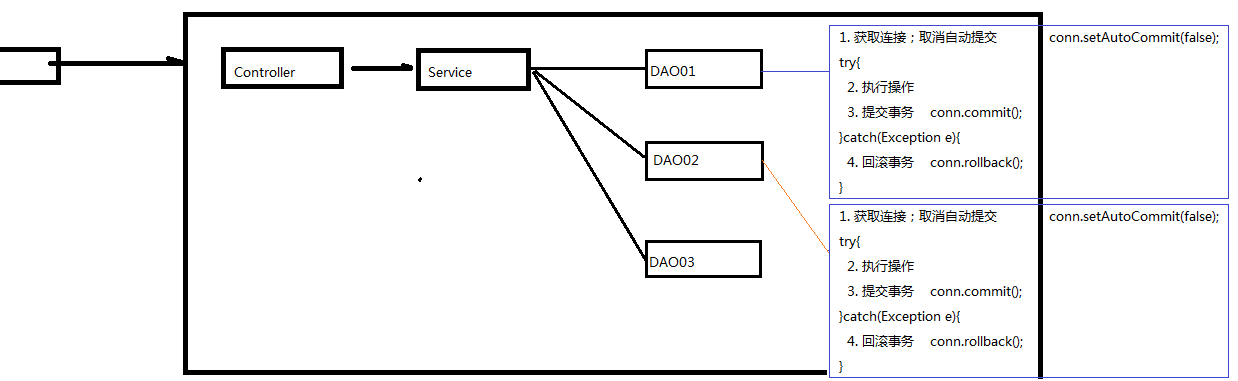 Controller
Service
DAO01
DAO02
DAO03
1. 获取连接；取消自动提交 conn.setAutoCommit(false);
try{
2. 执行操作
3. 提交事务 conn.commit();
}catch(Exception e){
4. 回滚事务 conn.rollback();
}
1. 获取连接；取消自动提交 conn.setAutoCommit(false);
try{
2. 执行操作
3. 提交事务 conn.commit();
}catch(Exception e){
4. 回滚事务 conn.rollback();
}